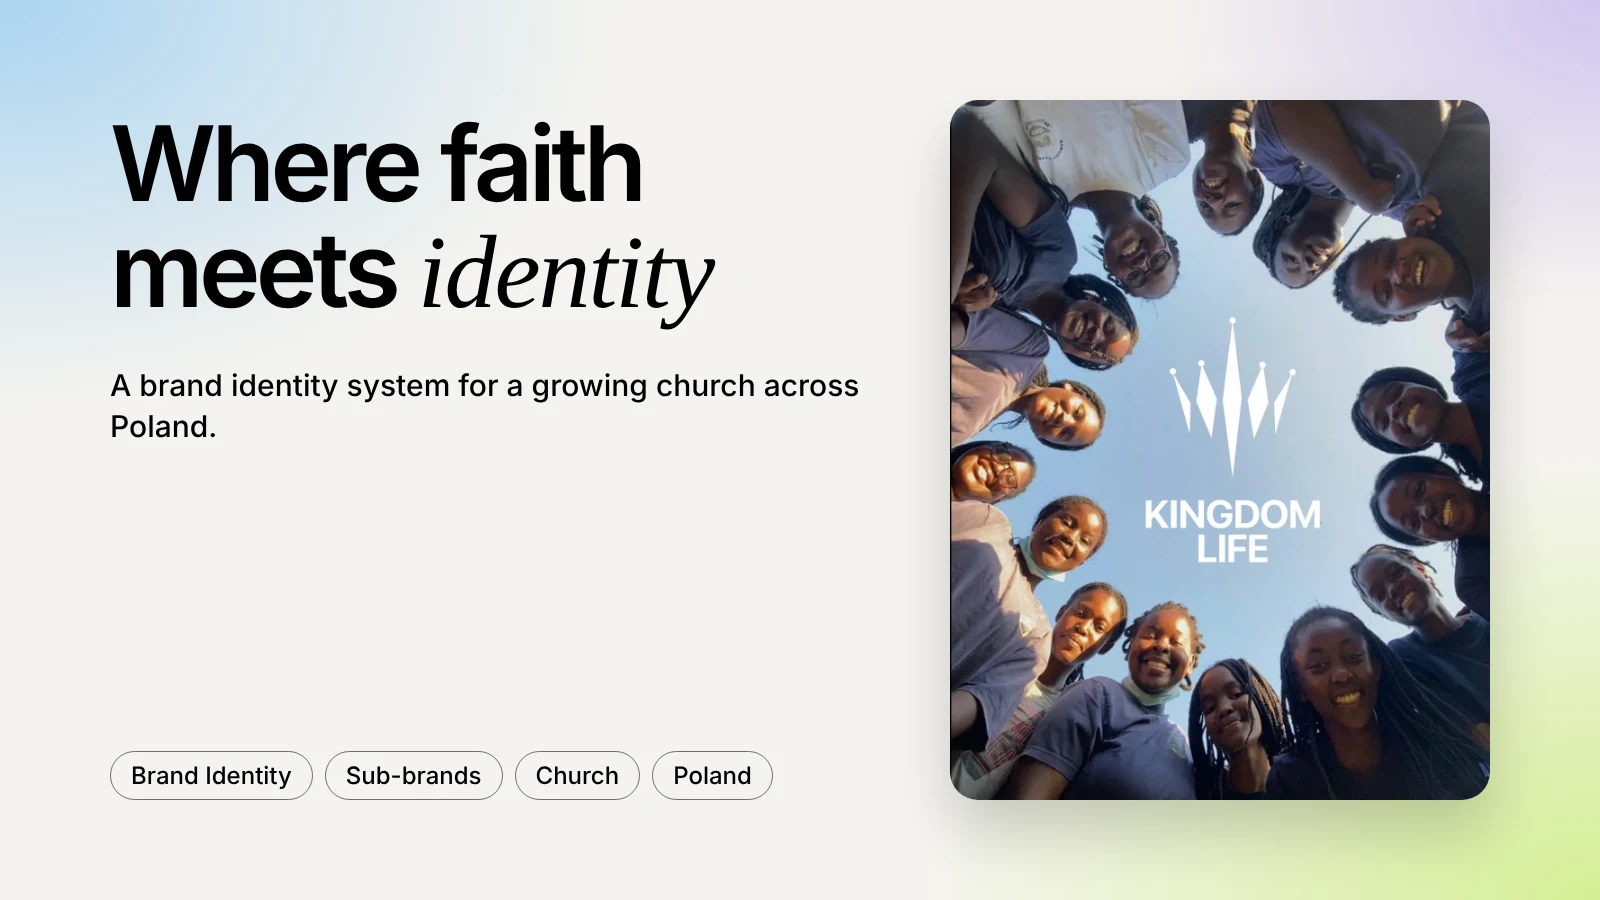 Where faith
meets identity
A brand identity system for a growing church across
Poland.
Brand Identity
Sub-brands
Church
Poland
KINGDOM
LIFE